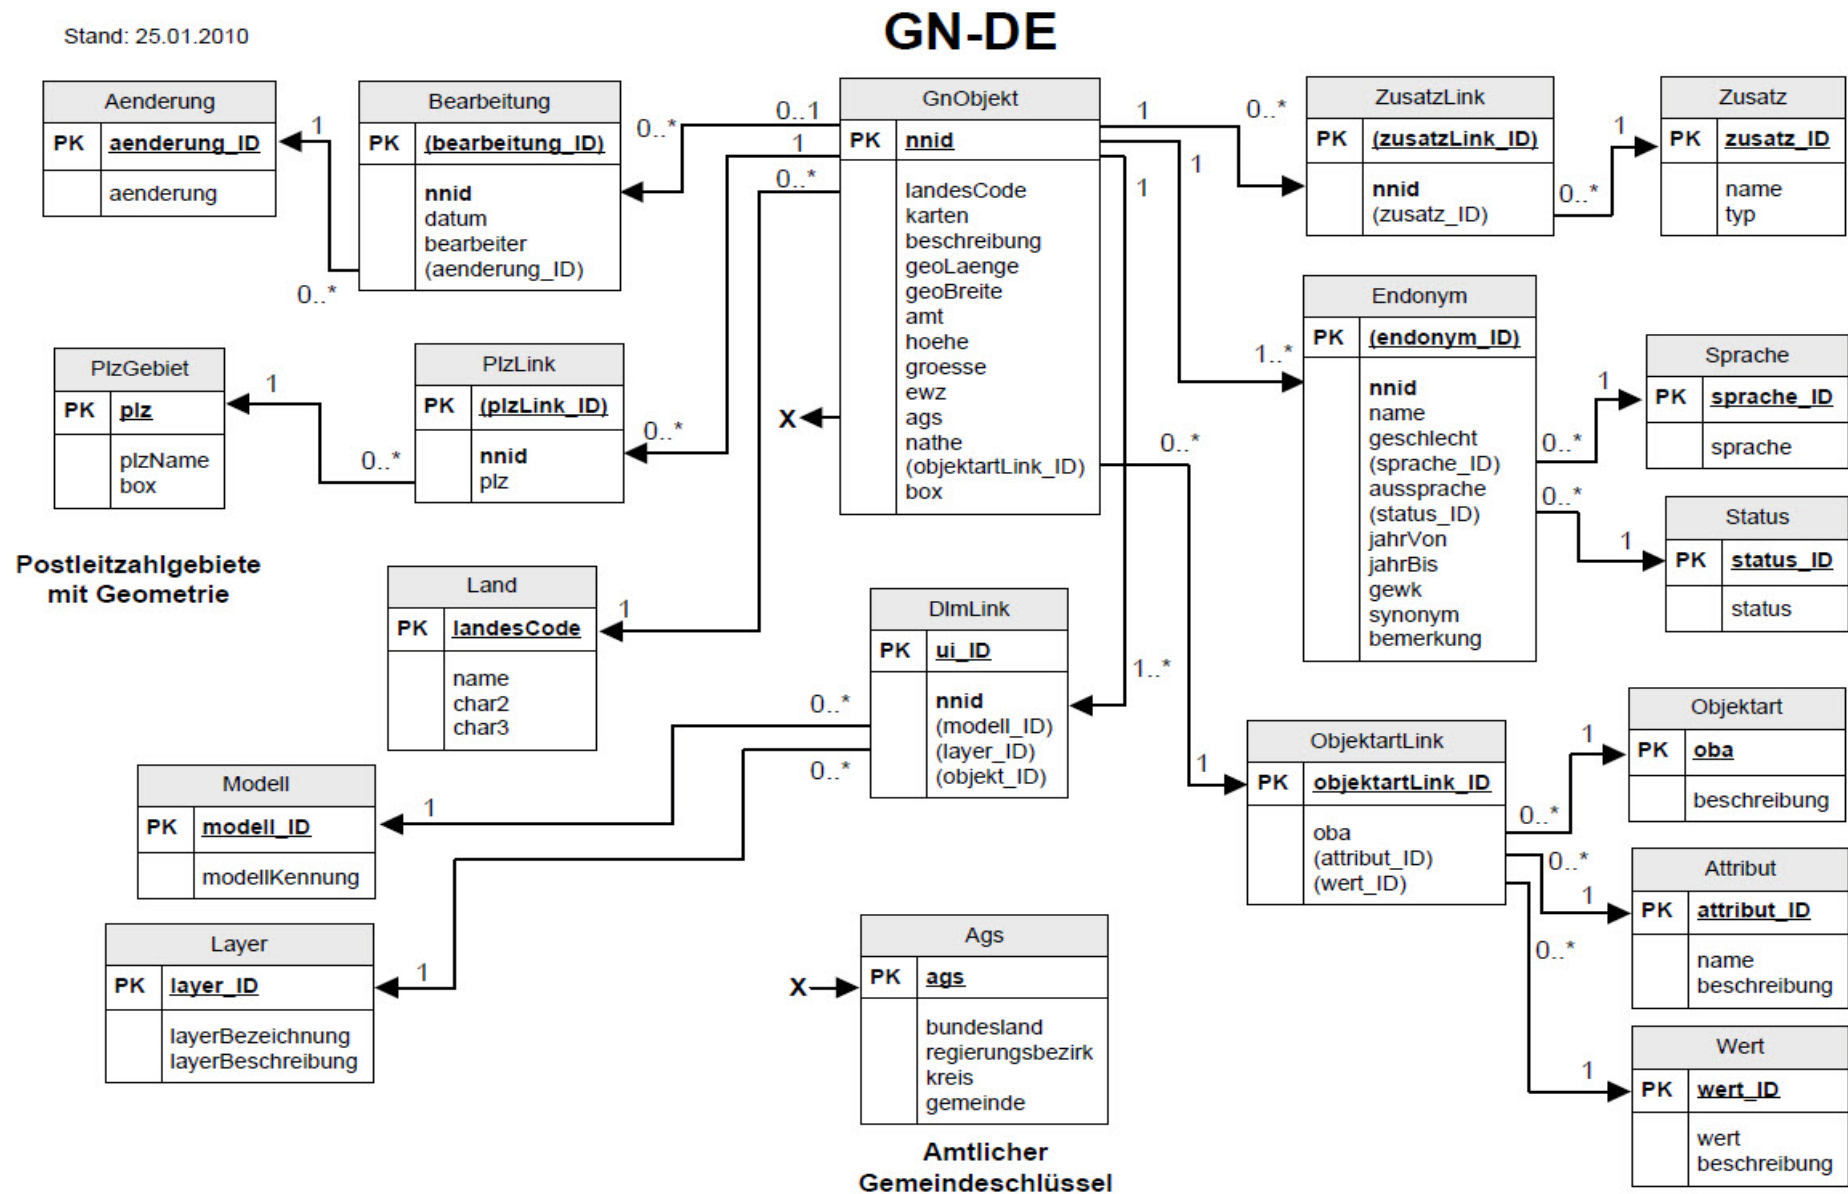 GN-DE
Stand: 25.01.2010
Aenderung
PK aenderung_ID
aenderung
1
0..*
Bearbeitung
PK (bearbeitung_ID)
nnid
datum
bearbeiter
(aenderung_ID)
0..*
0..1
1
0..*
GnObjekt
PK nnid
landesCode
karten
beschreibung
geoLaenge
geoBreite
amt
hoehe
groesse
ewz
ags
nathe
(objektartLink_ID)
box
X
1
1
1
0..*
ZusatzLink
PK (zusatzLink_ID)
nnid
(zusatz_ID)
0..*
1
Zusatz
PK zusatz_ID
name
typ
PlzGebiet
PK plz
plzName
box
1
0..*
Postleitzahlgebiete
mit Geometrie
PlzLink
PK (plzLink_ID)
nnid
plz
0..*
1..*
Endonym
PK (endonym_ID)
nnid
name
geschlecht
(sprache_ID)
aussprache
(status_ID)
jahrVon
jahrBis
gewk
synonym
bemerkung
0..*
1
Sprache
PK sprache_ID
sprache
0..*
1
Status
PK status_ID
status
Land
PK landesCode
name
char2
char3
1
DlmLink
PK ui_ID
nnid
(modell_ID)
(layer_ID)
(objekt_ID)
0..*
0..*
1..*
0..*
1
Modell
PK modell_ID
modellKennung
1
Layer
PK layer_ID
layerBezeichnung
layerBeschreibung
1
ObjektartLink
PK objektartLink_ID
oba
(attribut_ID)
(wert_ID)
0..*
0..*
0..*
1
Objektart
PK oba
beschreibung
1
Attribut
PK attribut_ID
name
beschreibung
1
Wert
PK wert_ID
wert
beschreibung
X
Ags
PK ags
bundesland
regierungsbezirk
kreis
gemeinde
Amtlicher
Gemeindeschlüssel